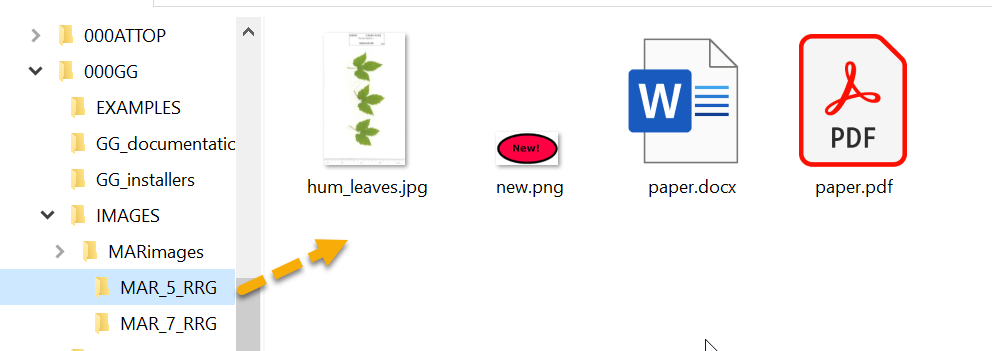 000ATTOP
000GG
EXAMPLES
GG_documentatic
GG_installers
IMAGES
MARimages
MAR_5_RRG
MAR_7_RRG
New!
W
PDF
hum_leaves.jpg
new.png
paper.docx
paper.pdf